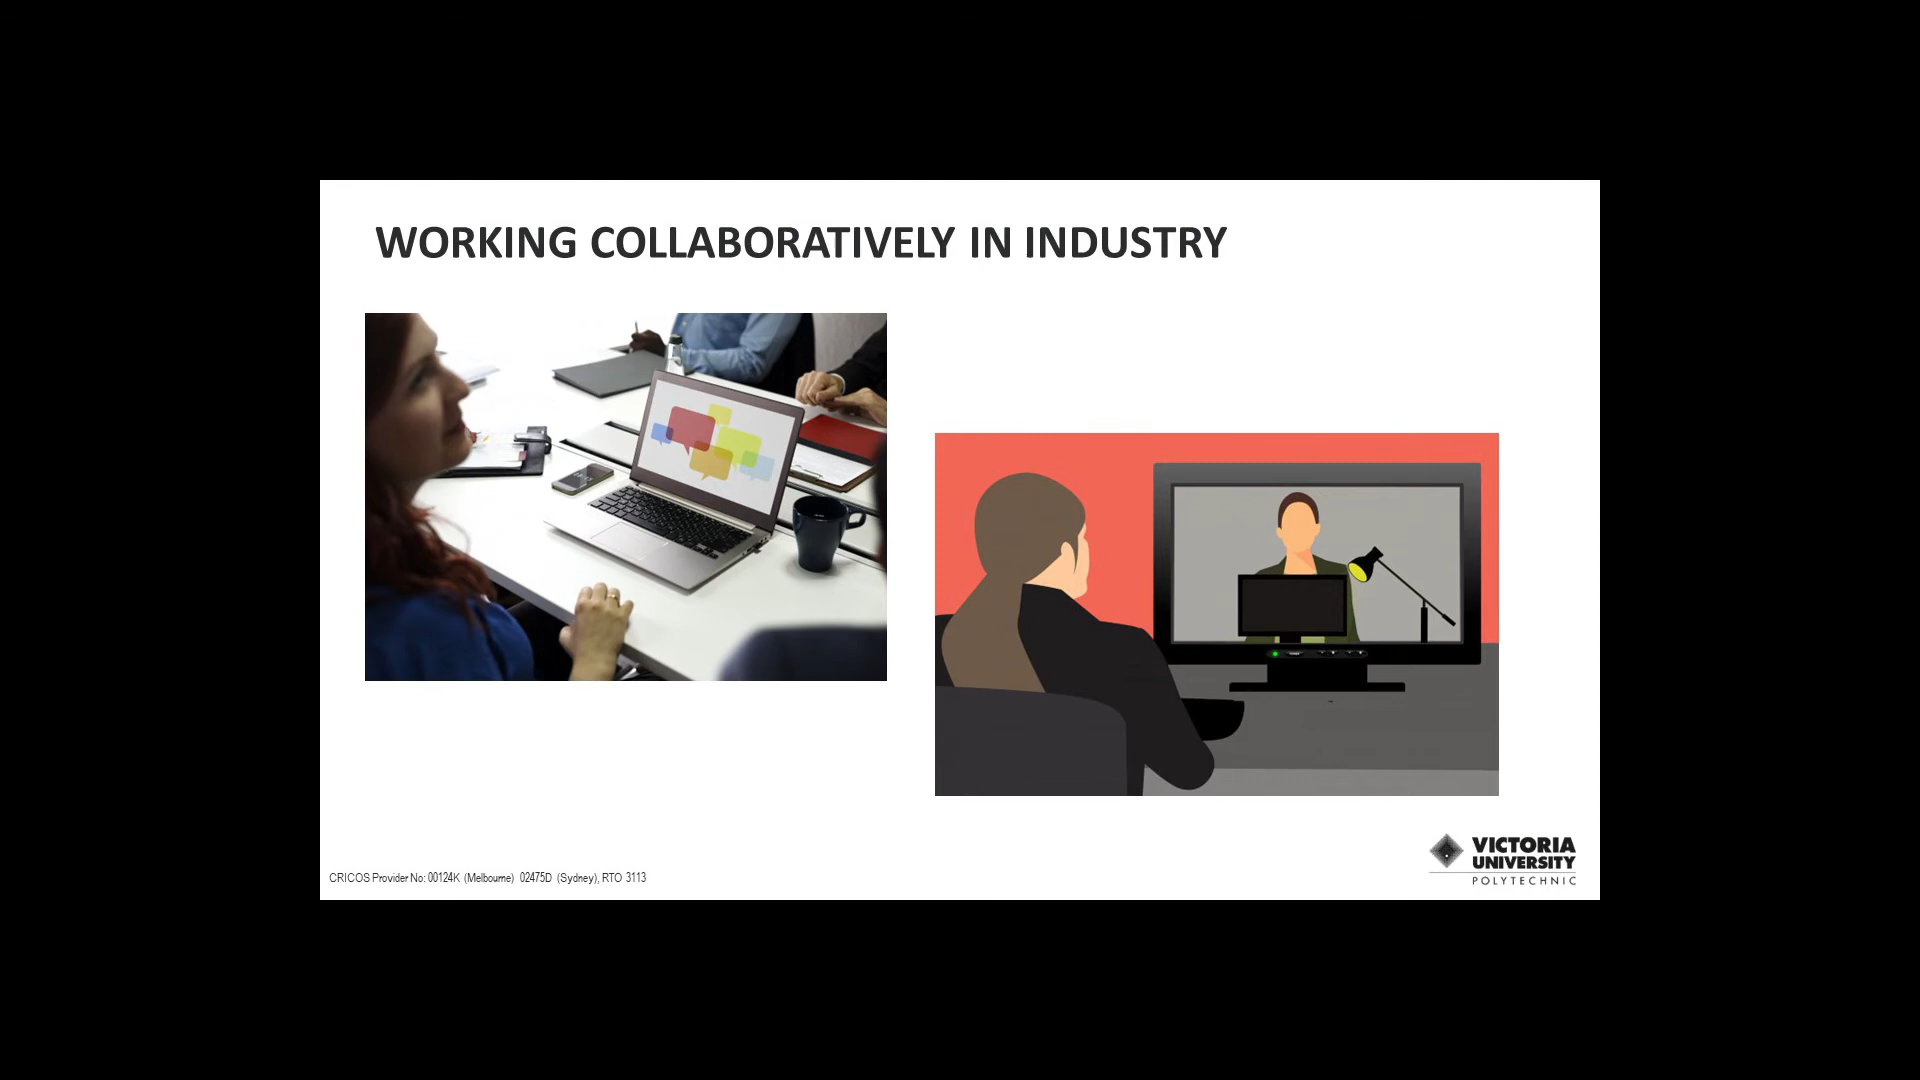 WORKING COLLABORATIVELY IN INDUSTRY
CRICOS Provider No: 00124K (Melbourne) 02475D (Sydney), RTO 3113
VICTORIA
UNIVERSITY
POLYTECHNIC